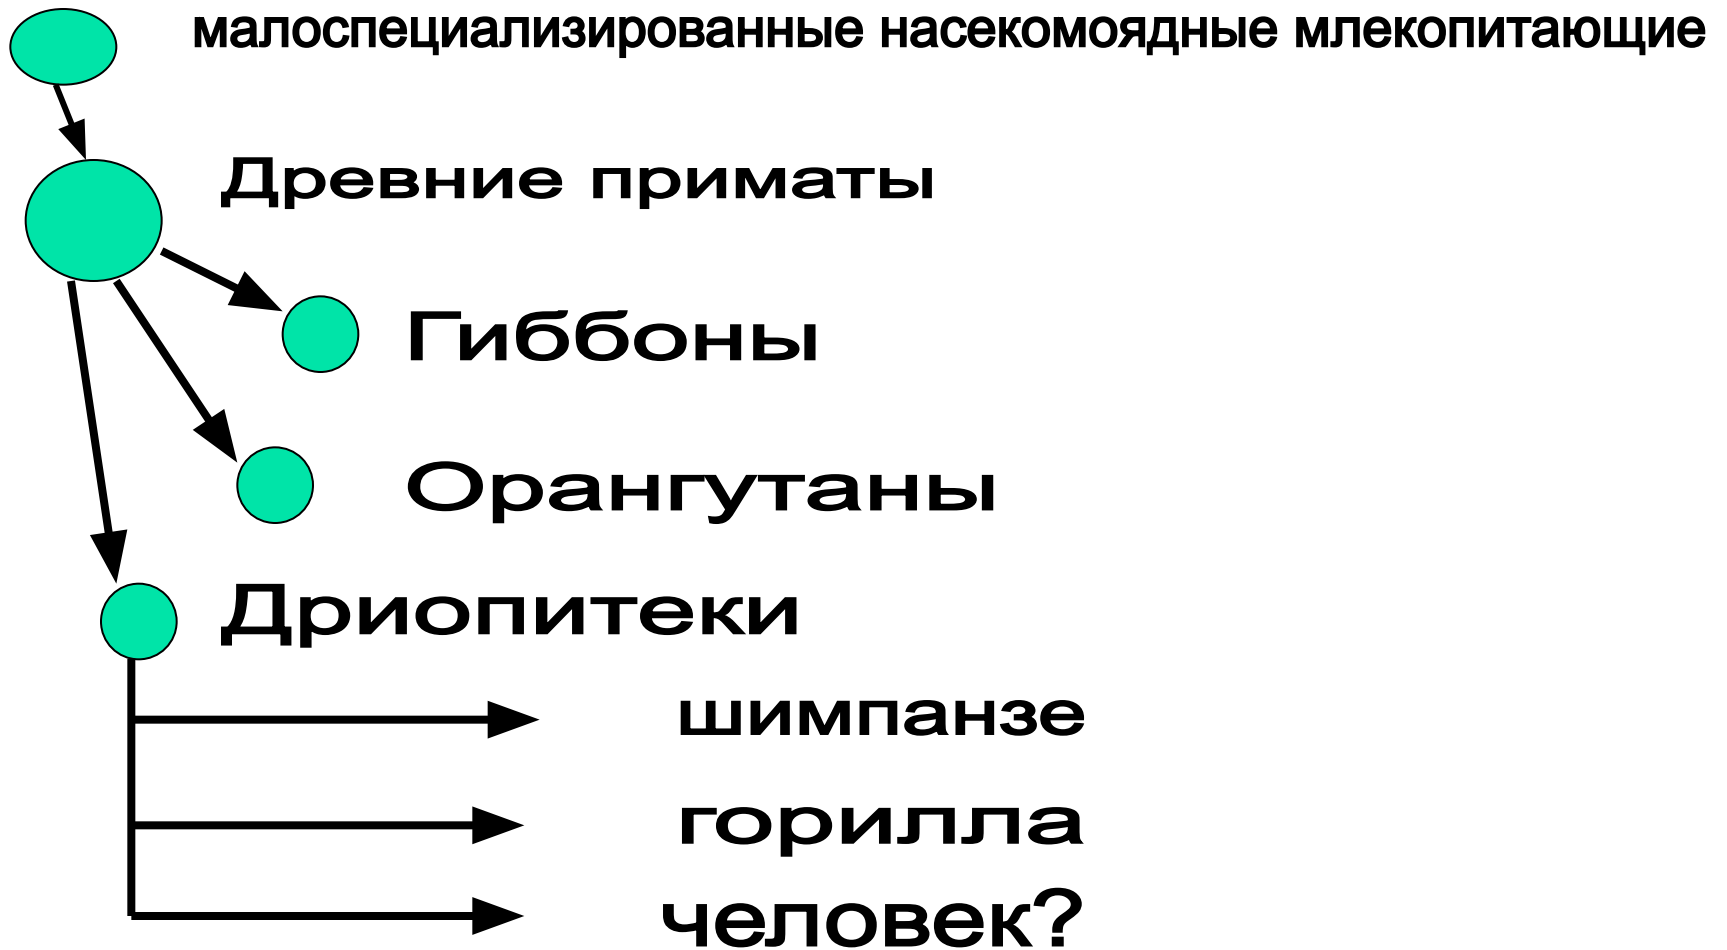 малоспециализированные насекомоядные млекопитающие
Древние приматы
Гиббоны
Орангутаны
Дриопитеки
шимпанзе
горилла
человек?